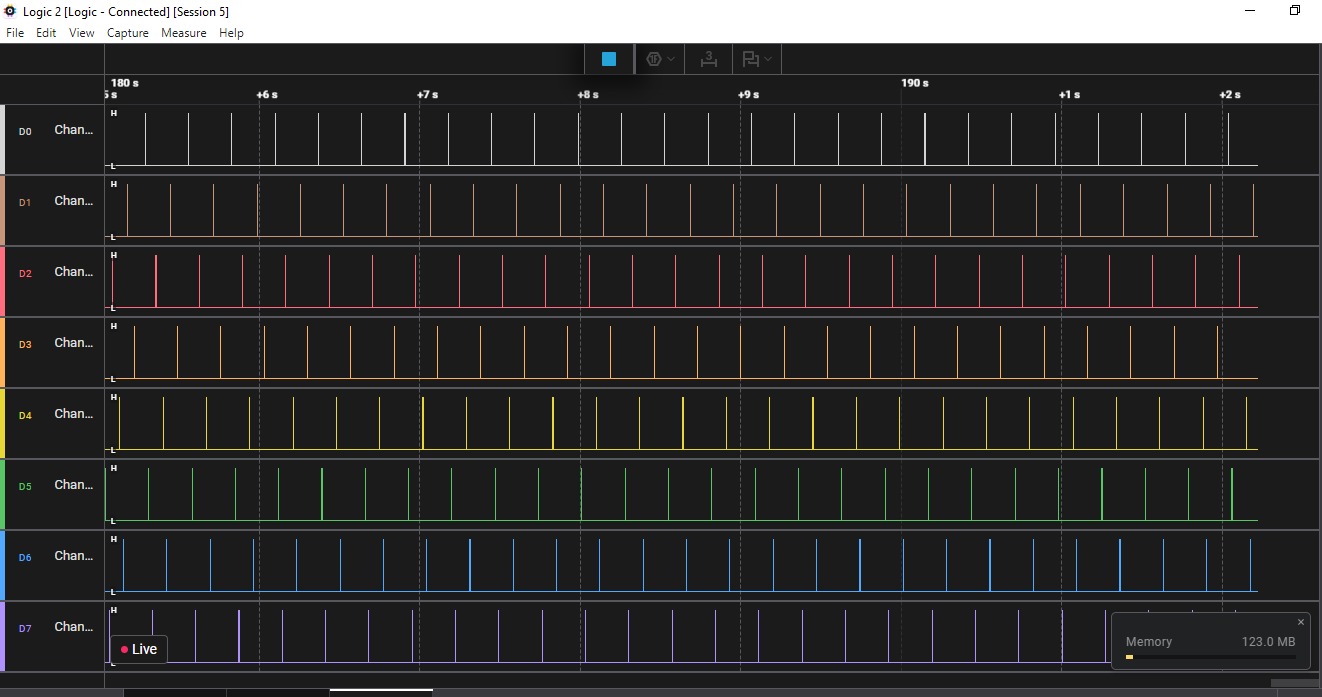 Logic 2 [Logic - Connected] [Session 5]
File Edit View Capture Measure Help
1F 3
180 s 190 s
5 s +6 s +7 s +8 s +9 s +1 s +2 s
H
D0 Chan...
L
H
D1 Chan...
L
H
D2 Chan...
L
H
D3 Chan...
L
H
D4 Chan...
L
H
D5 Chan...
L
H
D6 Chan...
L
H
D7 Chan...
Live
L
Memory 123.0 MB